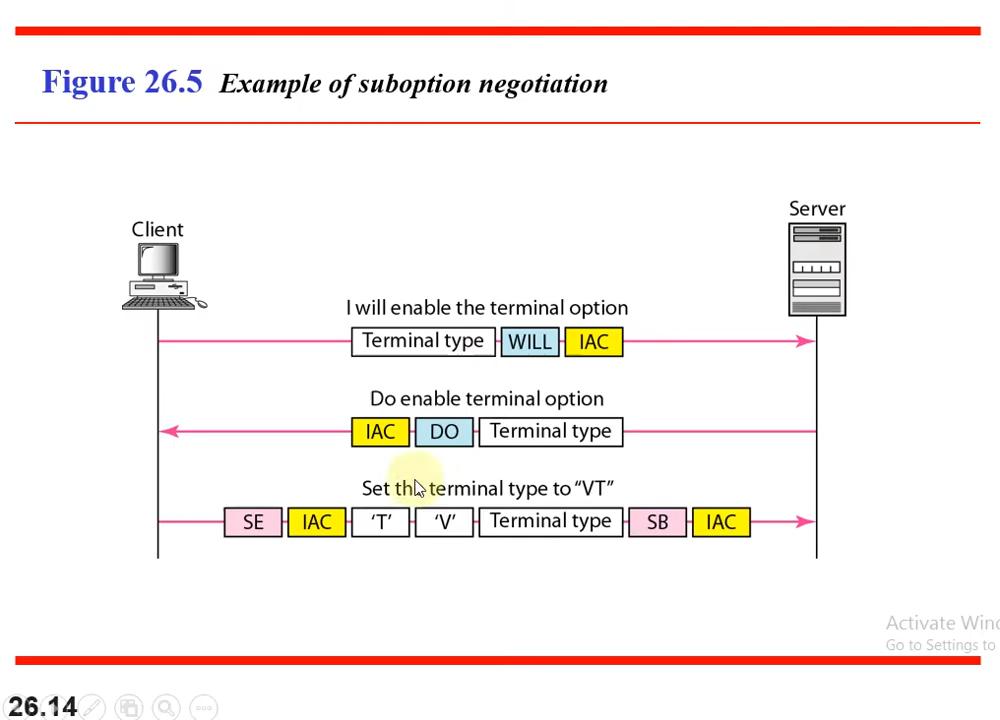 Figure 26.5 Example of suboption negotiation
Server
Client
I will enable the terminal option
Terminal type WILL IAC
Do enable terminal option
IAC DO Terminal type
Set the terminal type to “VT”
SE IAC ‘T’ ‘V’ Terminal type SB IAC
Activate Wind
Go to Settings to
26.14